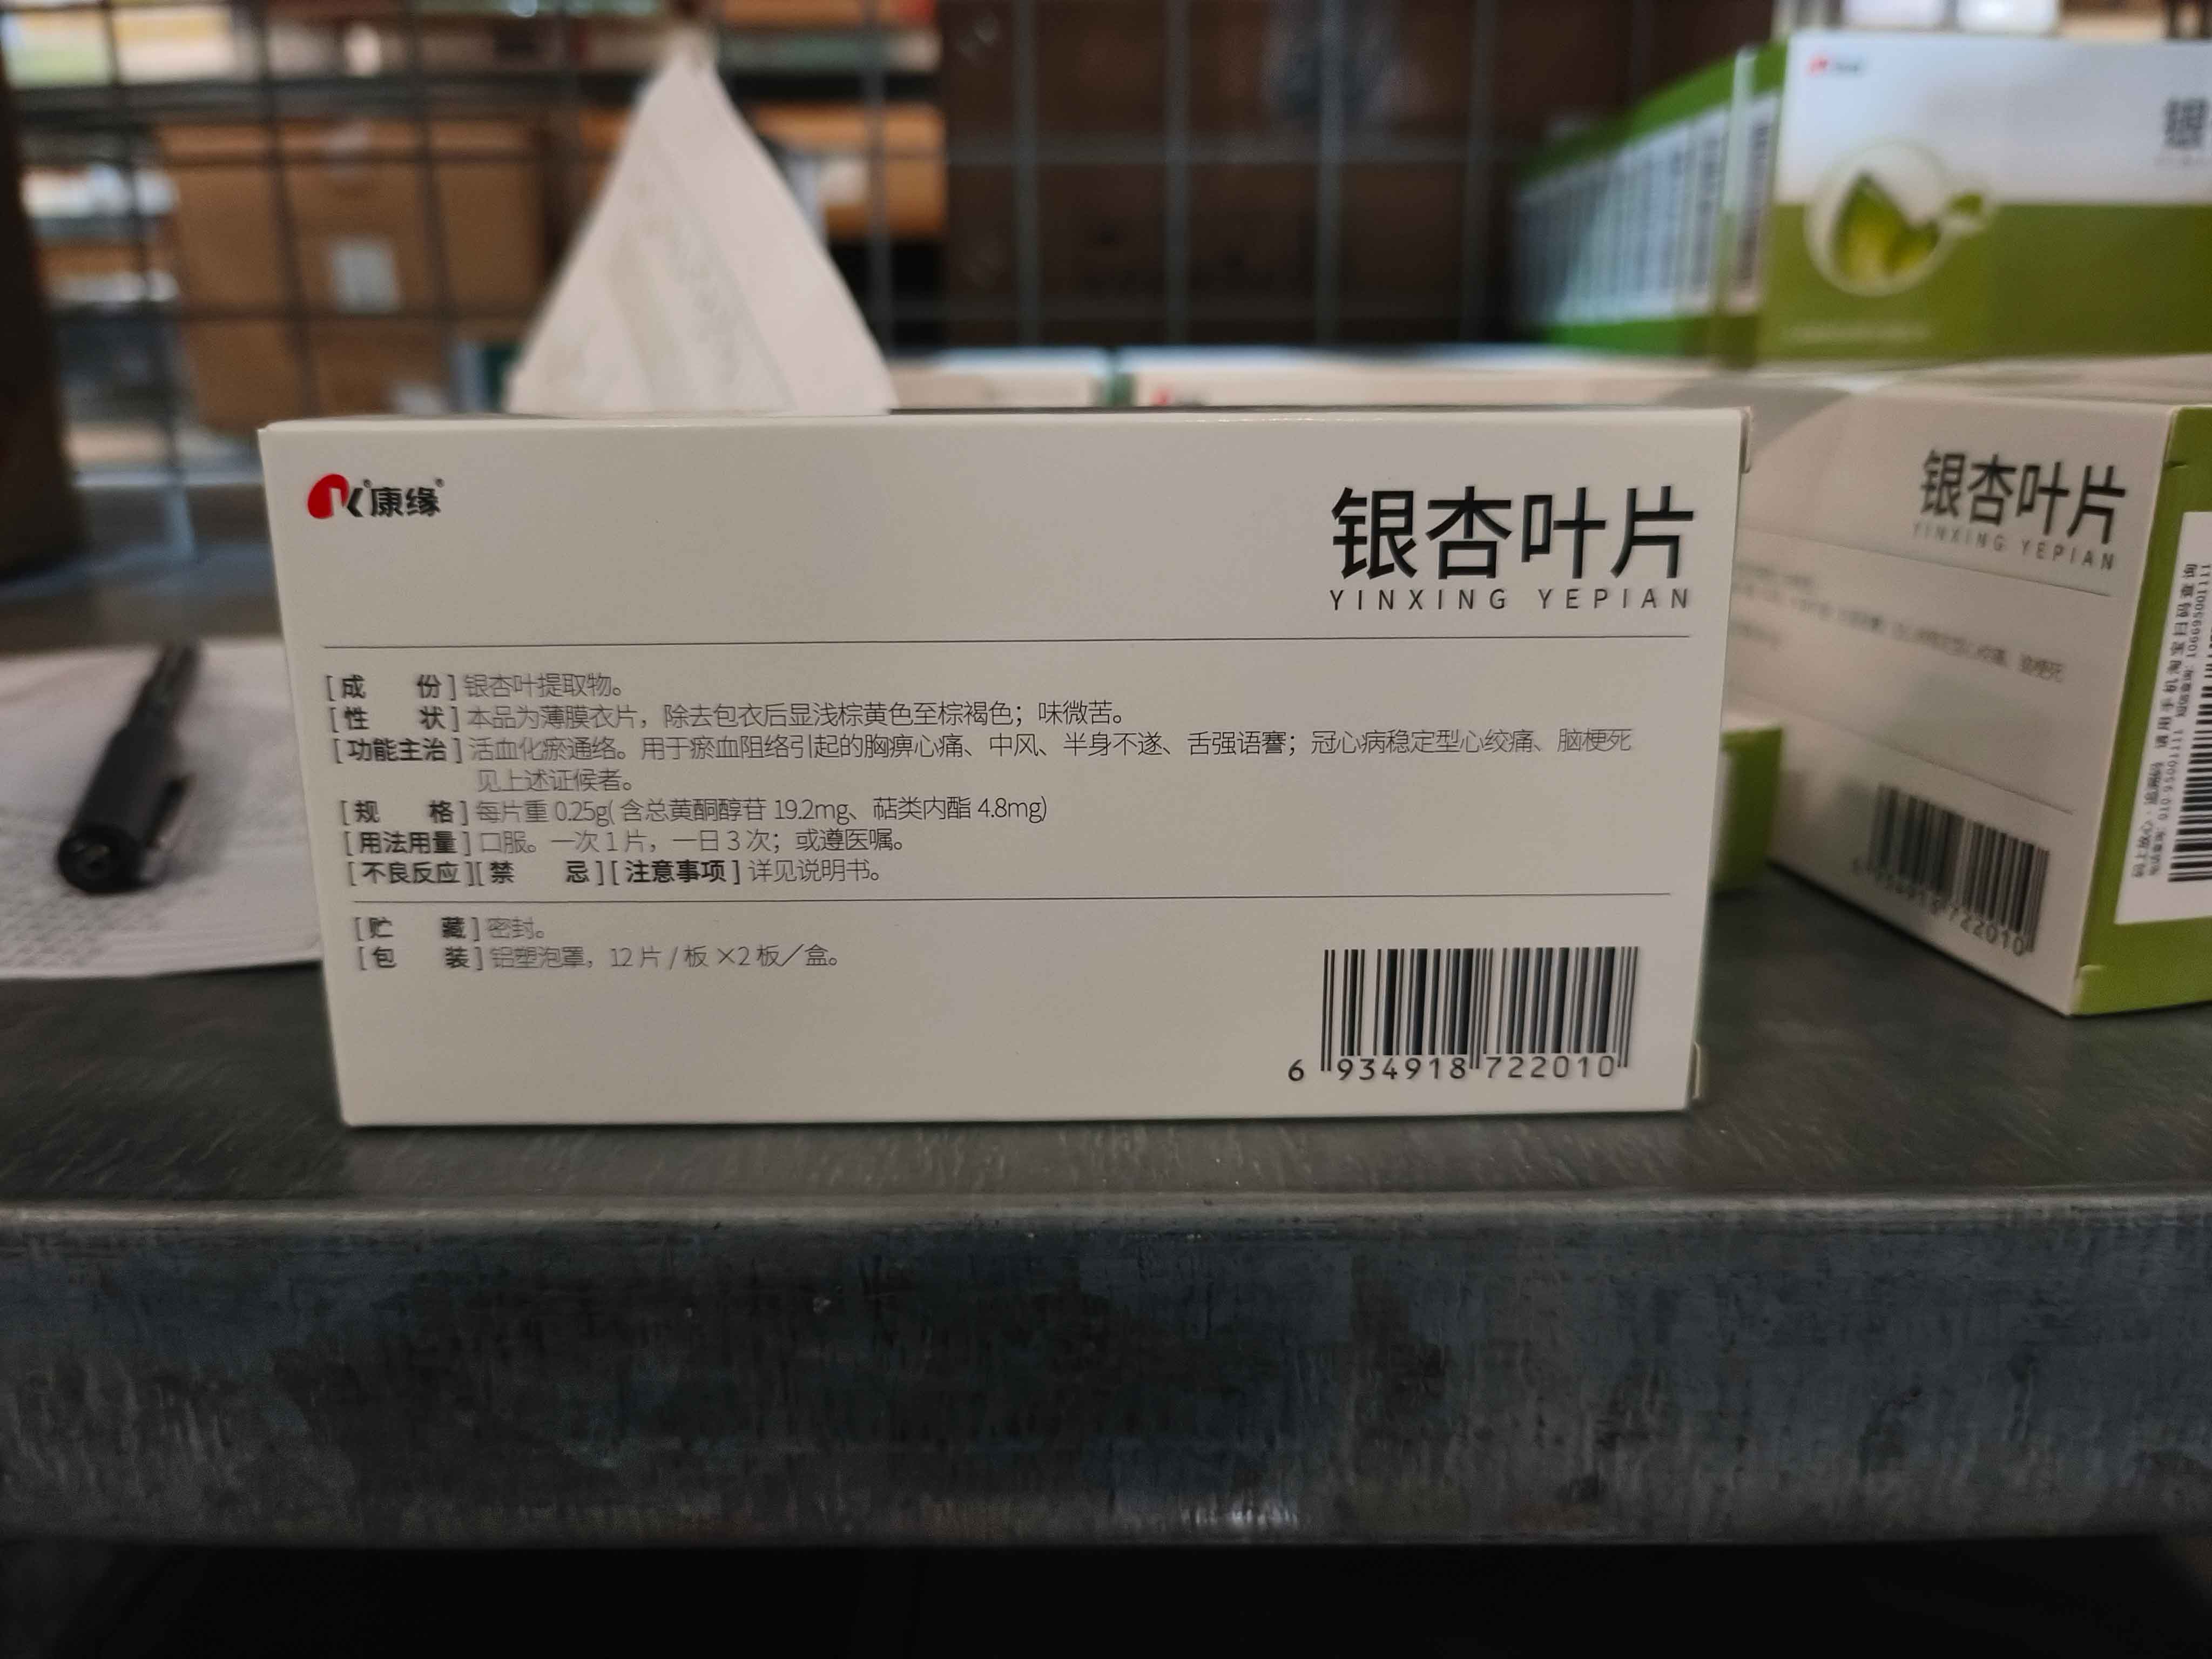 康缘
银杏叶片
YINXING YEPIAN
[成 份] 银杏叶提取物。
[性 状] 本品为薄膜衣片，除去包衣后显浅棕黄色至棕褐色；味微苦。
[功能主治] 活血化瘀通络。用于瘀血阻络引起的胸痹心痛、中风、半身不遂、舌强语謇；冠心病稳定型心绞痛、脑梗死
见上述证候者。
[规 格] 每片重 0.25g( 含总黄酮醇苷 19.2mg、萜类内酯 4.8mg)
[用法用量] 口服。一次 1 片，一日 3 次；或遵医嘱。
[不良反应][禁 忌][注意事项] 详见说明书。
[贮 藏] 密封。
[包 装] 铝塑泡罩，12 片 / 板 ×2 板／盒。
6 934918 722010
银杏叶片
YINXING YEPIAN
银